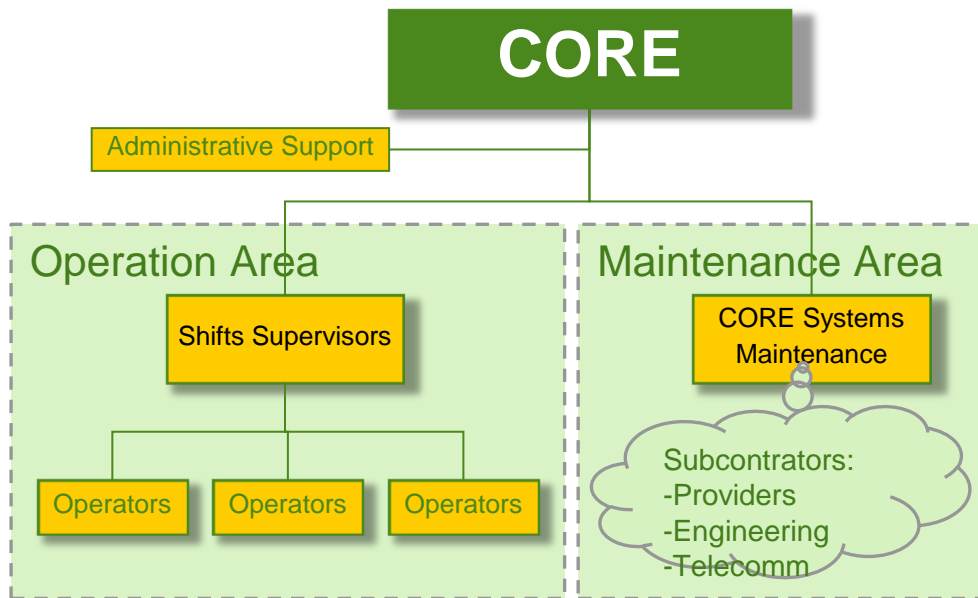 CORE
Administrative Support
Operation Area
Maintenance Area
Shifts Supervisors
CORE Systems
Maintenance
Operators
Operators
Operators
Subcontrators:
-Providers
-Engineering
-Telecomm